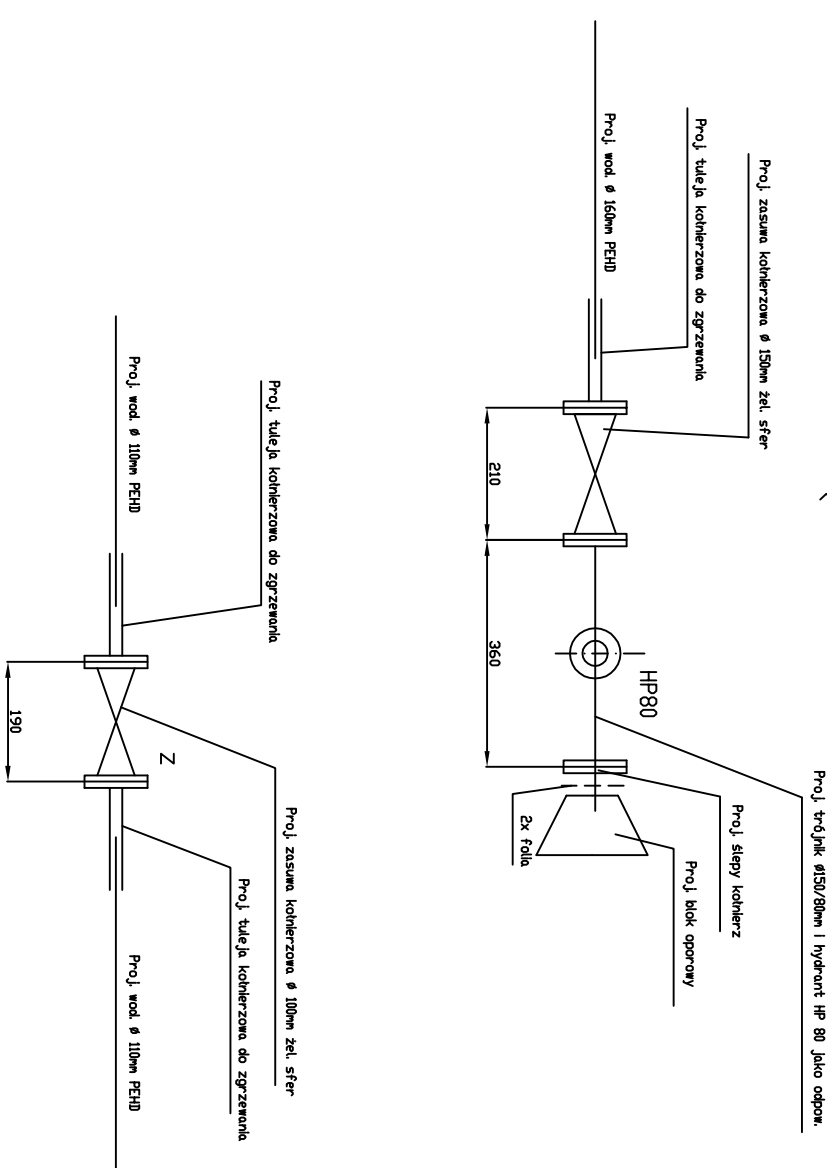 Proj. trójnik Ø150/80mm i hydrant HP 80 jako odpow.
Proj. zasuwa kołnierzowa Ø 150mm żel. sfer
Proj. ślepy kołnierz
Proj. tuleja kołnierzowa do zgrzewania
Proj. blok oporowy
HP80
Proj. wod. Ø 160mm PEHD
2x folia
210
360
Proj. zasuwa kołnierzowa Ø 100mm żel. sfer
Proj. tuleja kołnierzowa do zgrzewania
Proj. tuleja kołnierzowa do zgrzewania
Z
Proj. wod. Ø 110mm PEHD
Proj. wod. Ø 110mm PEHD
190